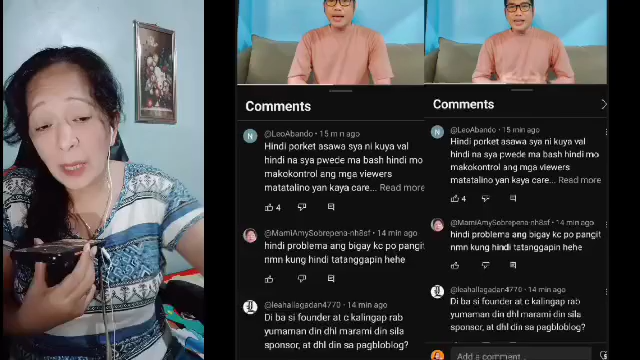 Comments
@LeoAbando • 15 min ago
Hindi porket asawa sya ni kuya val
hindi na sya pwede ma bash hindi mo
makokontrol ang mga viewers
matatalino yan kaya care... Read more
4
@MamiAmySobrepena-nh8sf • 14 min ago
hindi problema ang bigay kc po pangit
nmn kung hindi tatanggapin hehe
@leahallagadan4770 • 14 min ago
Di ba si founder at c kalingap rab
yumaman din dhl marami din sila
sponsor, at dhl din sa pagbloblog?
Comments
@LeoAbando • 15 min ago
Hindi porket asawa sya ni kuya val
hindi na sya pwede ma bash hindi mo
makokontrol ang mga viewers
matatalino yan kaya care... Read more
4
@MamiAmySobrepena-nh8sf • 14 min ago
hindi problema ang bigay kc po pangit
nmn kung hindi tatanggapin hehe
@leahallagadan4770 • 14 min ago
Di ba si founder at c kalingap rab
yumaman din dhl marami din sila
sponsor, at dhl din sa pagbloblog?
Add a comment...